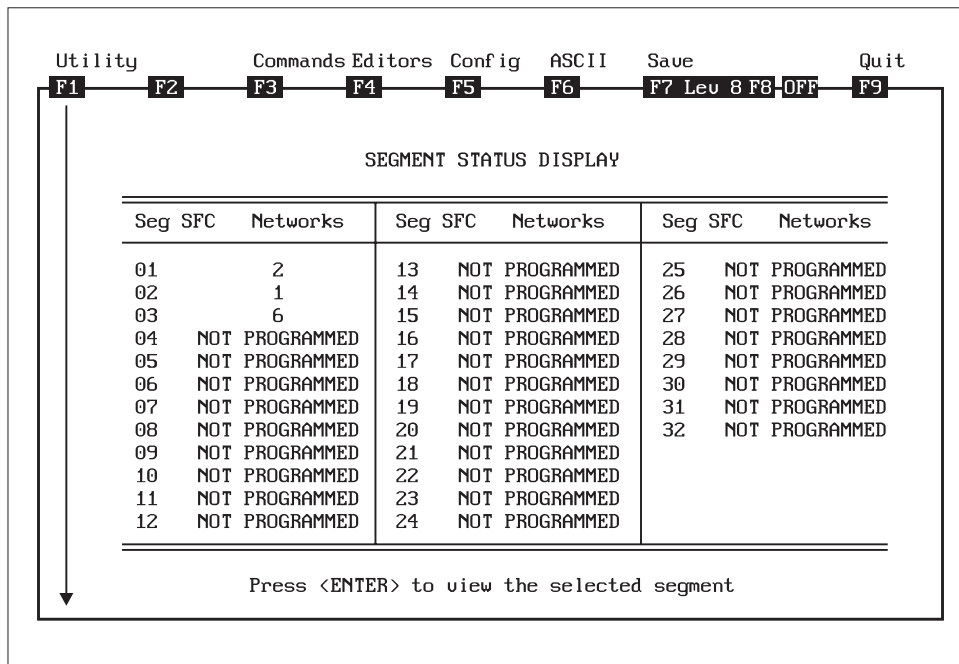 Utility Commands Editors Config ASCII Save Quit
F1 F2 F3 F4 F5 F6 F7 Lev 8 F8 OFF F9
SEGMENT STATUS DISPLAY
Seg SFC Networks Seg SFC Networks Seg SFC Networks
01 2 13 NOT PROGRAMMED 25 NOT PROGRAMMED
02 1 14 NOT PROGRAMMED 26 NOT PROGRAMMED
03 6 15 NOT PROGRAMMED 27 NOT PROGRAMMED
04 NOT PROGRAMMED 16 NOT PROGRAMMED 28 NOT PROGRAMMED
05 NOT PROGRAMMED 17 NOT PROGRAMMED 29 NOT PROGRAMMED
06 NOT PROGRAMMED 18 NOT PROGRAMMED 30 NOT PROGRAMMED
07 NOT PROGRAMMED 19 NOT PROGRAMMED 31 NOT PROGRAMMED
08 NOT PROGRAMMED 20 NOT PROGRAMMED 32 NOT PROGRAMMED
09 NOT PROGRAMMED 21 NOT PROGRAMMED
10 NOT PROGRAMMED 22 NOT PROGRAMMED
11 NOT PROGRAMMED 23 NOT PROGRAMMED
12 NOT PROGRAMMED 24 NOT PROGRAMMED
Press <ENTER> to view the selected segment